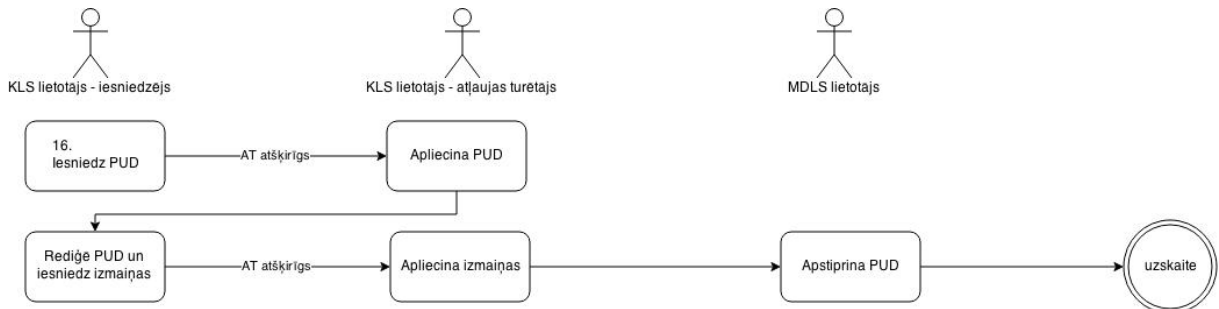 KLS lietotājs - iesniedzējs
KLS lietotājs - atļaujas turētājs
MDLS lietotājs
16.
Iesniedz PUD
AT atšķirīgs
Apliecina PUD
Rediģē PUD un
iesniedz izmaiņas
AT atšķirīgs
Apliecina izmaiņas
Apstiprina PUD
uzskaite